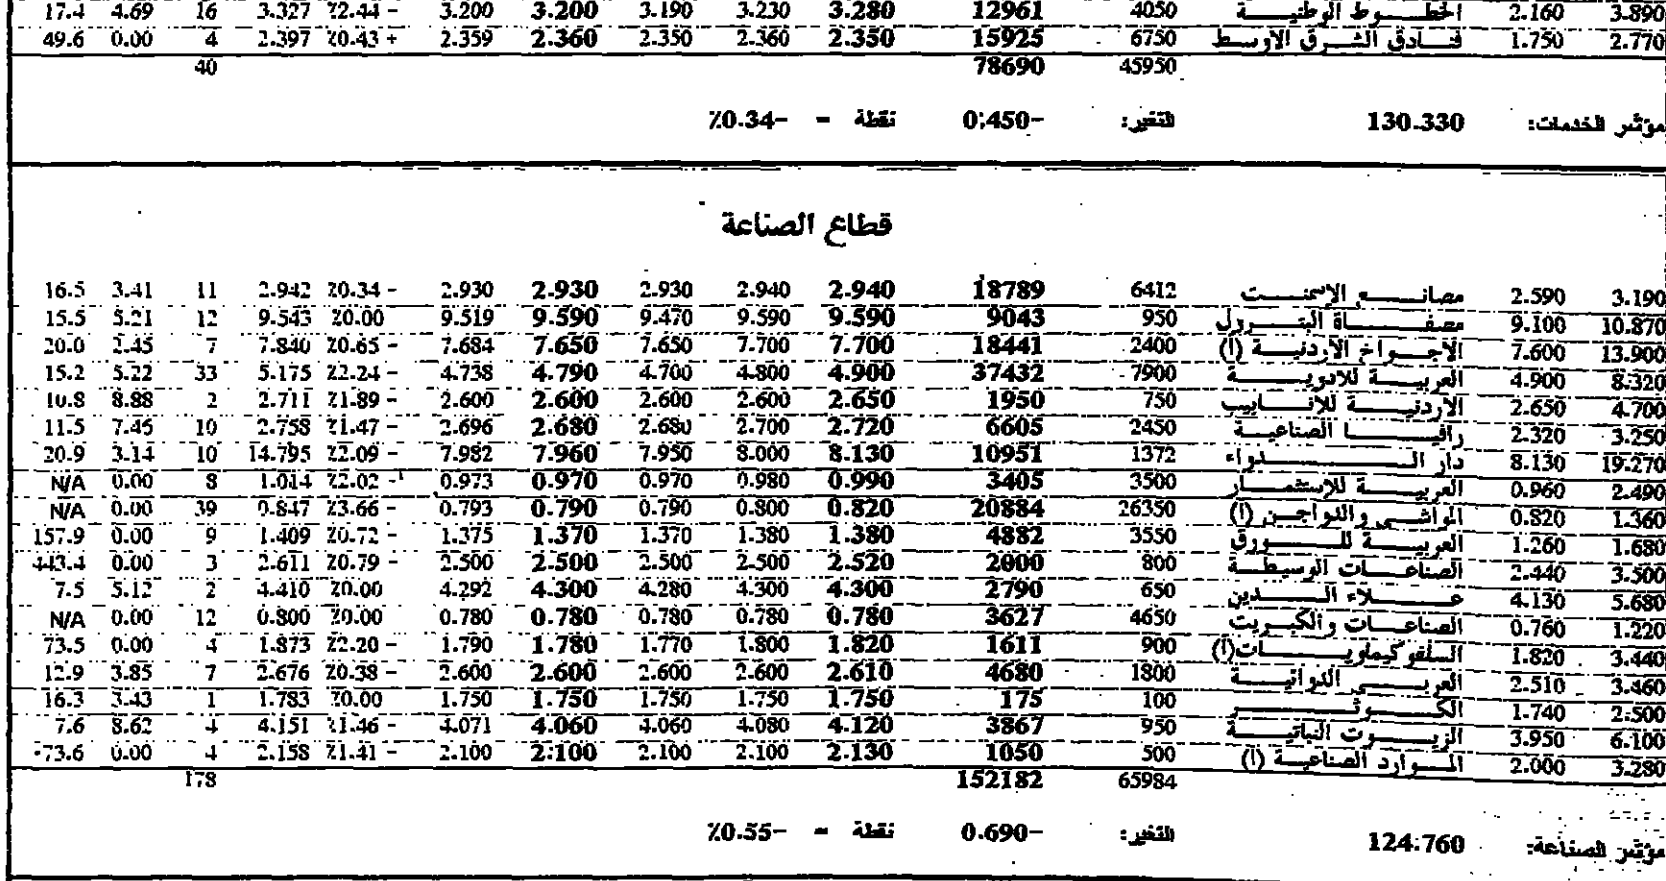 3.890 2.160 الخطوط الوطنية 4050 12961 3.280 3.230 3.190 3.200 3.200 - 2.44٪ 3.327 16 4.69 17.4
2.770 1.750 فنادق الشرق الاوسط 6750 15925 2.350 2.360 2.350 2.360 2.359 + 0.43٪ 2.397 4 0.00 49.6
45950 78690 40
مؤشر الخدمات: 130.330 التغير: -0.450 نقطة = -0.34٪
قطاع الصناعة
3.190 2.590 مصانع الاسمنت 6412 18789 2.940 2.940 2.930 2.930 2.930 - 0.34٪ 2.942 11 3.41 16.5
10.870 9.100 مصفاة البترول 950 9043 9.590 9.590 9.470 9.590 9.519 0.00٪ 9.543 12 5.21 15.5
13.900 7.600 الاجواخ الأردنية (أ) 2400 18441 7.700 7.700 7.650 7.650 7.684 - 0.65٪ 7.840 7 2.45 20.0
8.320 4.900 العربية للادوية 7900 37432 4.900 4.800 4.700 4.790 4.738 - 2.24٪ 5.175 33 5.22 15.2
4.700 2.650 الاردنية للانابيب 750 1950 2.650 2.600 2.600 2.600 2.600 - 1.89٪ 2.711 2 8.88 10.8
3.250 2.320 رافيا الصناعية 2450 6605 2.720 2.700 2.680 2.680 2.696 - 1.47٪ 2.758 10 7.45 11.5
19.270 8.130 دار الدواء 1372 10951 8.130 8.000 7.950 7.960 7.982 - 2.09٪ 14.795 10 3.14 20.9
2.490 0.960 العربية للاستثمار 3500 3405 0.990 0.980 0.970 0.970 0.973 - 2.02٪ 1.014 8 0.00 N/A
1.360 0.820 المواشي والدواجن (أ) 26350 20884 0.820 0.800 0.790 0.790 0.793 - 3.66٪ 0.847 39 0.00 N/A
1.680 1.260 العربية للورق 3550 4882 1.380 1.380 1.370 1.370 1.375 - 0.72٪ 1.409 9 0.00 157.9
3.500 2.440 الصناعات الوسيطة 800 2000 2.520 2.500 2.500 2.500 2.500 - 0.79٪ 2.611 3 0.00 443.4
5.680 4.130 علاء الدين 650 2790 4.300 4.300 4.280 4.300 4.292 0.00٪ 4.410 2 5.12 7.5
1.220 0.760 الصناعات والكبريت 4650 3627 0.780 0.780 0.780 0.780 0.780 0.00٪ 0.800 12 0.00 N/A
3.440 1.820 السلفوكيماويات (أ) 900 1611 1.820 1.800 1.770 1.780 1.790 - 2.20٪ 1.873 4 0.00 73.5
3.460 2.510 العربي الدوائية 1800 4680 2.610 2.600 2.600 2.600 2.600 - 0.38٪ 2.676 7 3.85 12.9
2.500 1.740 الكوثر 100 175 1.750 1.750 1.750 1.750 1.750 0.00٪ 1.783 1 3.43 16.3
6.100 3.950 الزيوت النباتية 950 3867 4.120 4.080 4.060 4.060 4.071 - 1.46٪ 4.151 4 8.62 7.6
3.280 2.000 الموارد الصناعية (أ) 500 1050 2.130 2.100 2.100 2.100 2.100 - 1.41٪ 2.158 4 0.00 73.6
65984 152182 178
مؤشر الصناعة: 124.760 التغير: -0.690 نقطة = -0.55٪